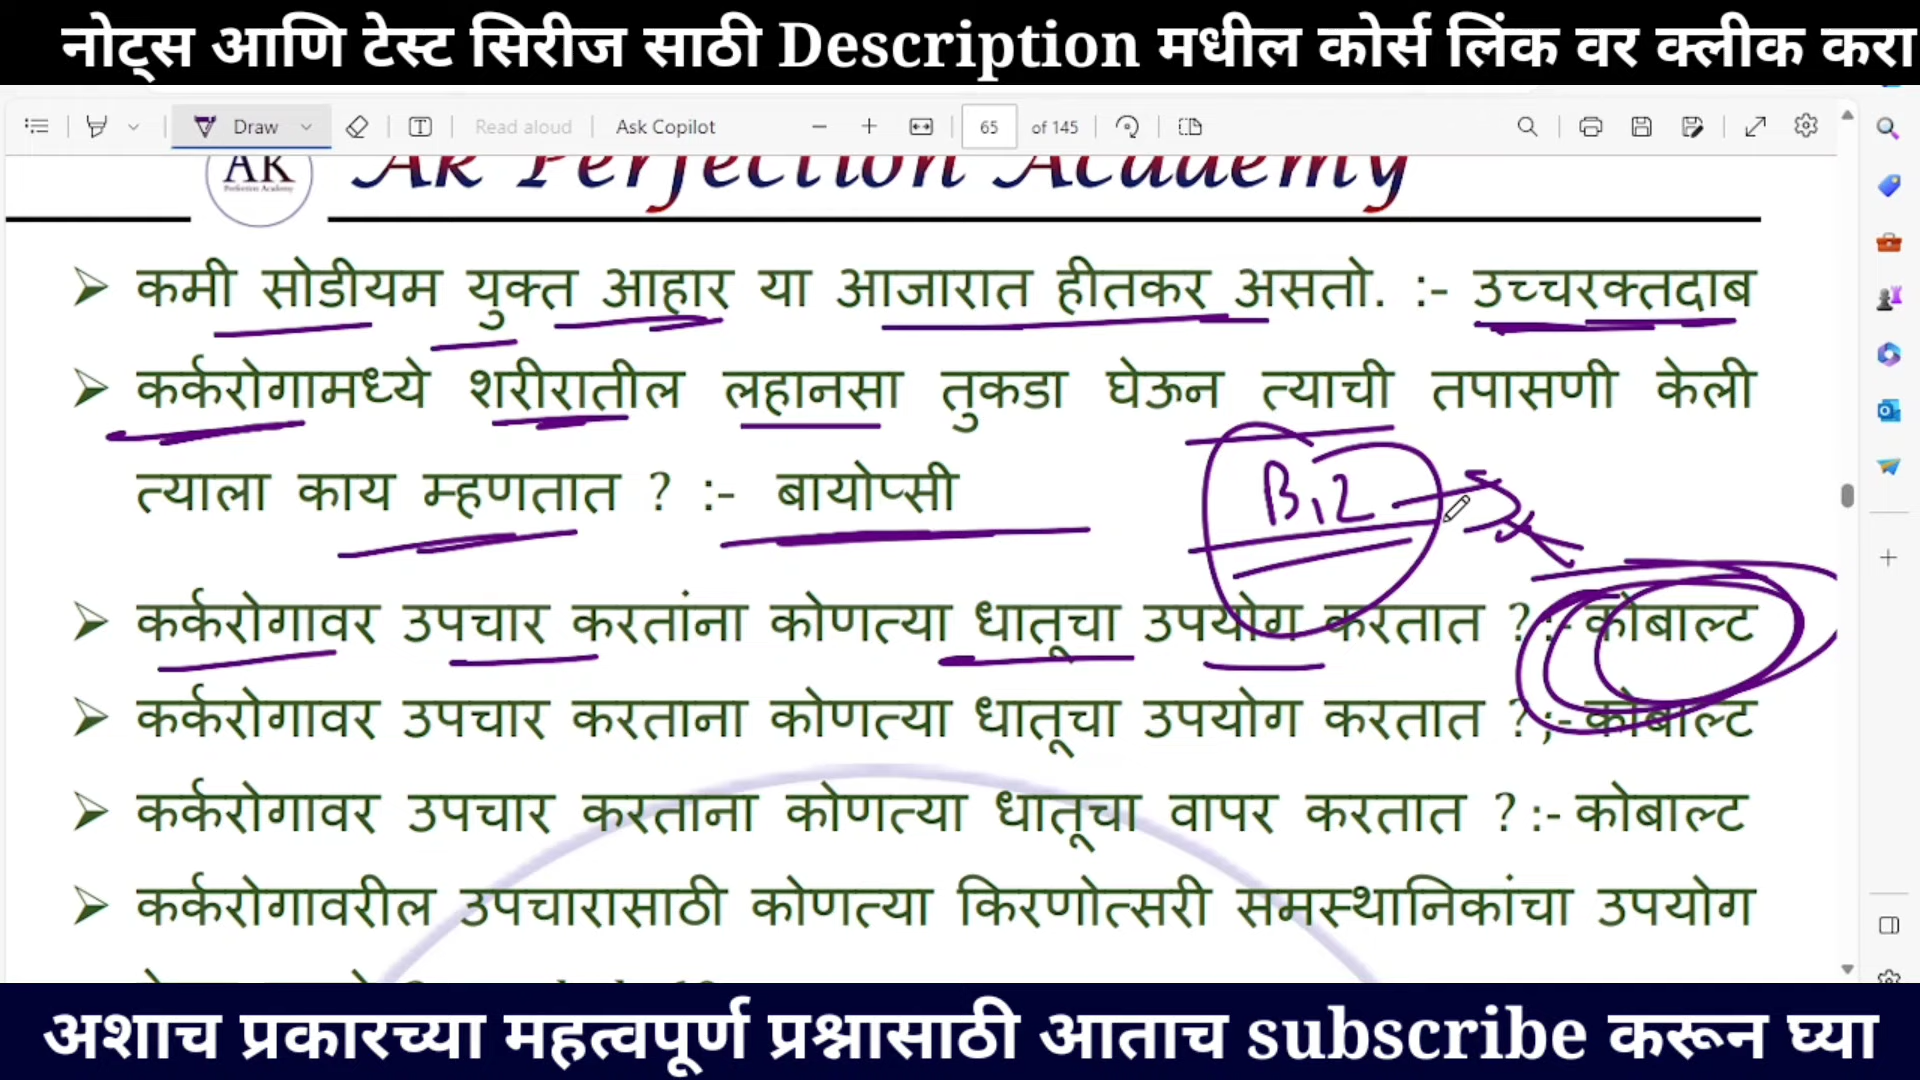 नोट्स आणि टेस्ट सिरीज साठी Description मधील कोर्स लिंक वर क्लीक करा
Draw
Read aloud
Ask Copilot
65 of 145
AK
Perfection Academy
AK Perfection Academy
➢ कमी सोडीयम युक्त आहार या आजारात हीतकर असतो. :- उच्चरक्तदाब
➢ कर्करोगामध्ये शरीरातील लहानसा तुकडा घेऊन त्याची तपासणी केली
त्याला काय म्हणतात ? :- बायोप्सी
B12
➢ कर्करोगावर उपचार करतांना कोणत्या धातूचा उपयोग करतात ?:- कोबाल्ट
➢ कर्करोगावर उपचार करताना कोणत्या धातूचा उपयोग करतात ?;- कोबाल्ट
➢ कर्करोगावर उपचार करताना कोणत्या धातूचा वापर करतात ? :- कोबाल्ट
➢ कर्करोगावरील उपचारासाठी कोणत्या किरणोत्सरी समस्थानिकांचा उपयोग
अशाच प्रकारच्या महत्वपूर्ण प्रश्नासाठी आताच subscribe करून घ्या